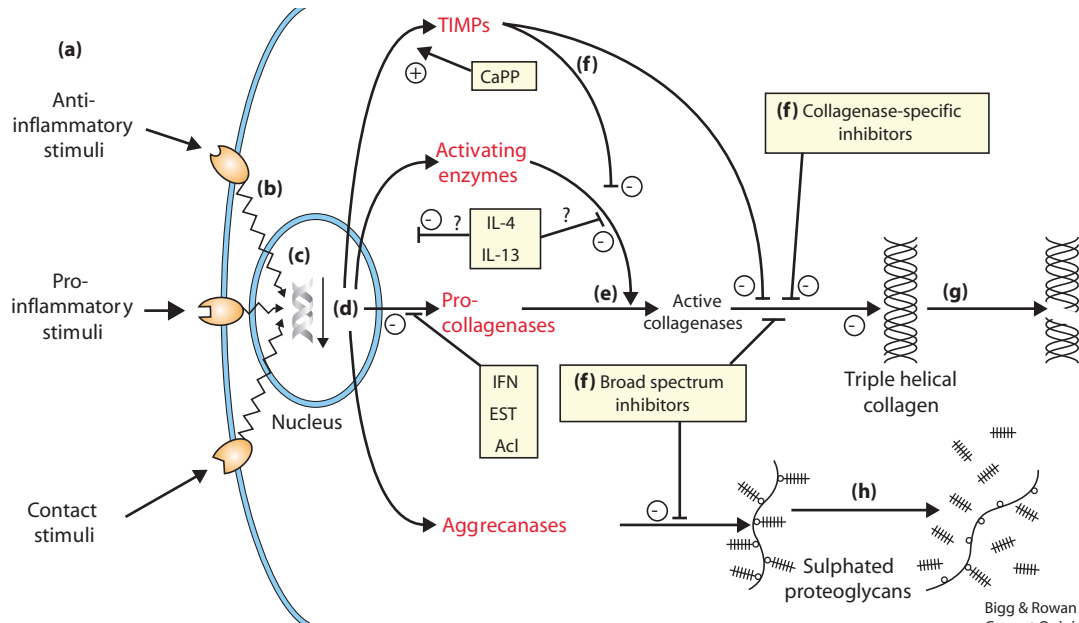 (a)
Anti-
inflammatory
stimuli
Pro-
inflammatory
stimuli
Contact
stimuli
(b)
(c)
(d)
Nucleus
TIMPs
+
CaPP
(f)
-
Activating
enzymes
- ? IL-4 ? -
IL-13
Pro-
collagenases
-
IFN
EST
AcI
(e)
Active
collagenases
(f) Collagenase-specific
inhibitors
- -
-
(f) Broad spectrum
inhibitors
(g)
Triple helical
collagen
Aggrecanases
-
(h)
Sulphated
proteoglycans
Bigg & Rowan